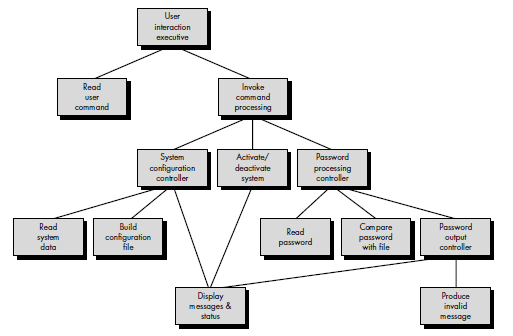 User
interaction
executive
Read
user
command
Invoke
command
processing
System
configuration
controller
Activate/
deactivate
system
Password
processing
controller
Read
system
data
Build
configuration
file
Read
password
Compare
password
with file
Password
output
controller
Display
messages &
status
Produce
invalid
message